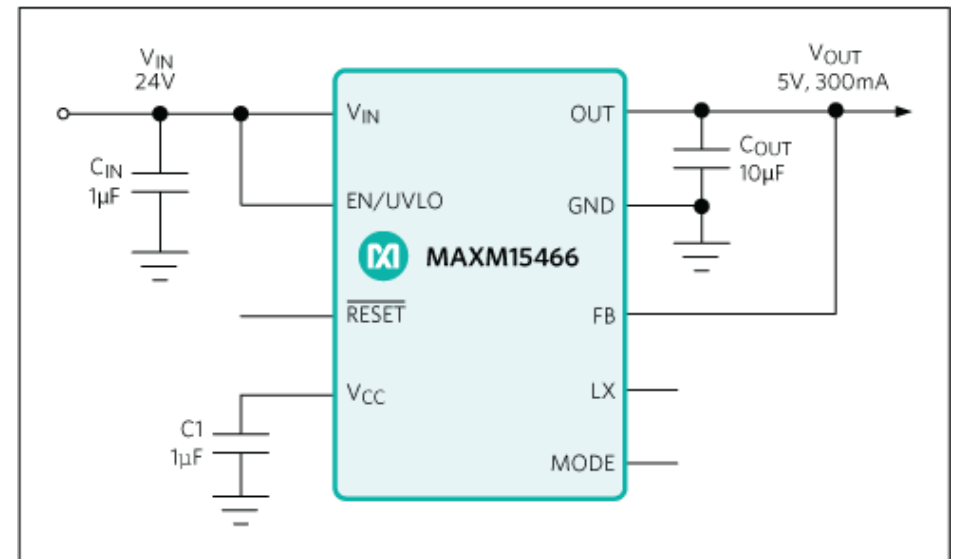 VIN
24V
VOUT
5V, 300mA
VIN
OUT
CIN
1µF
COUT
10µF
EN/UVLO
GND
MAXM15466
RESET
FB
VCC
LX
C1
1µF
MODE